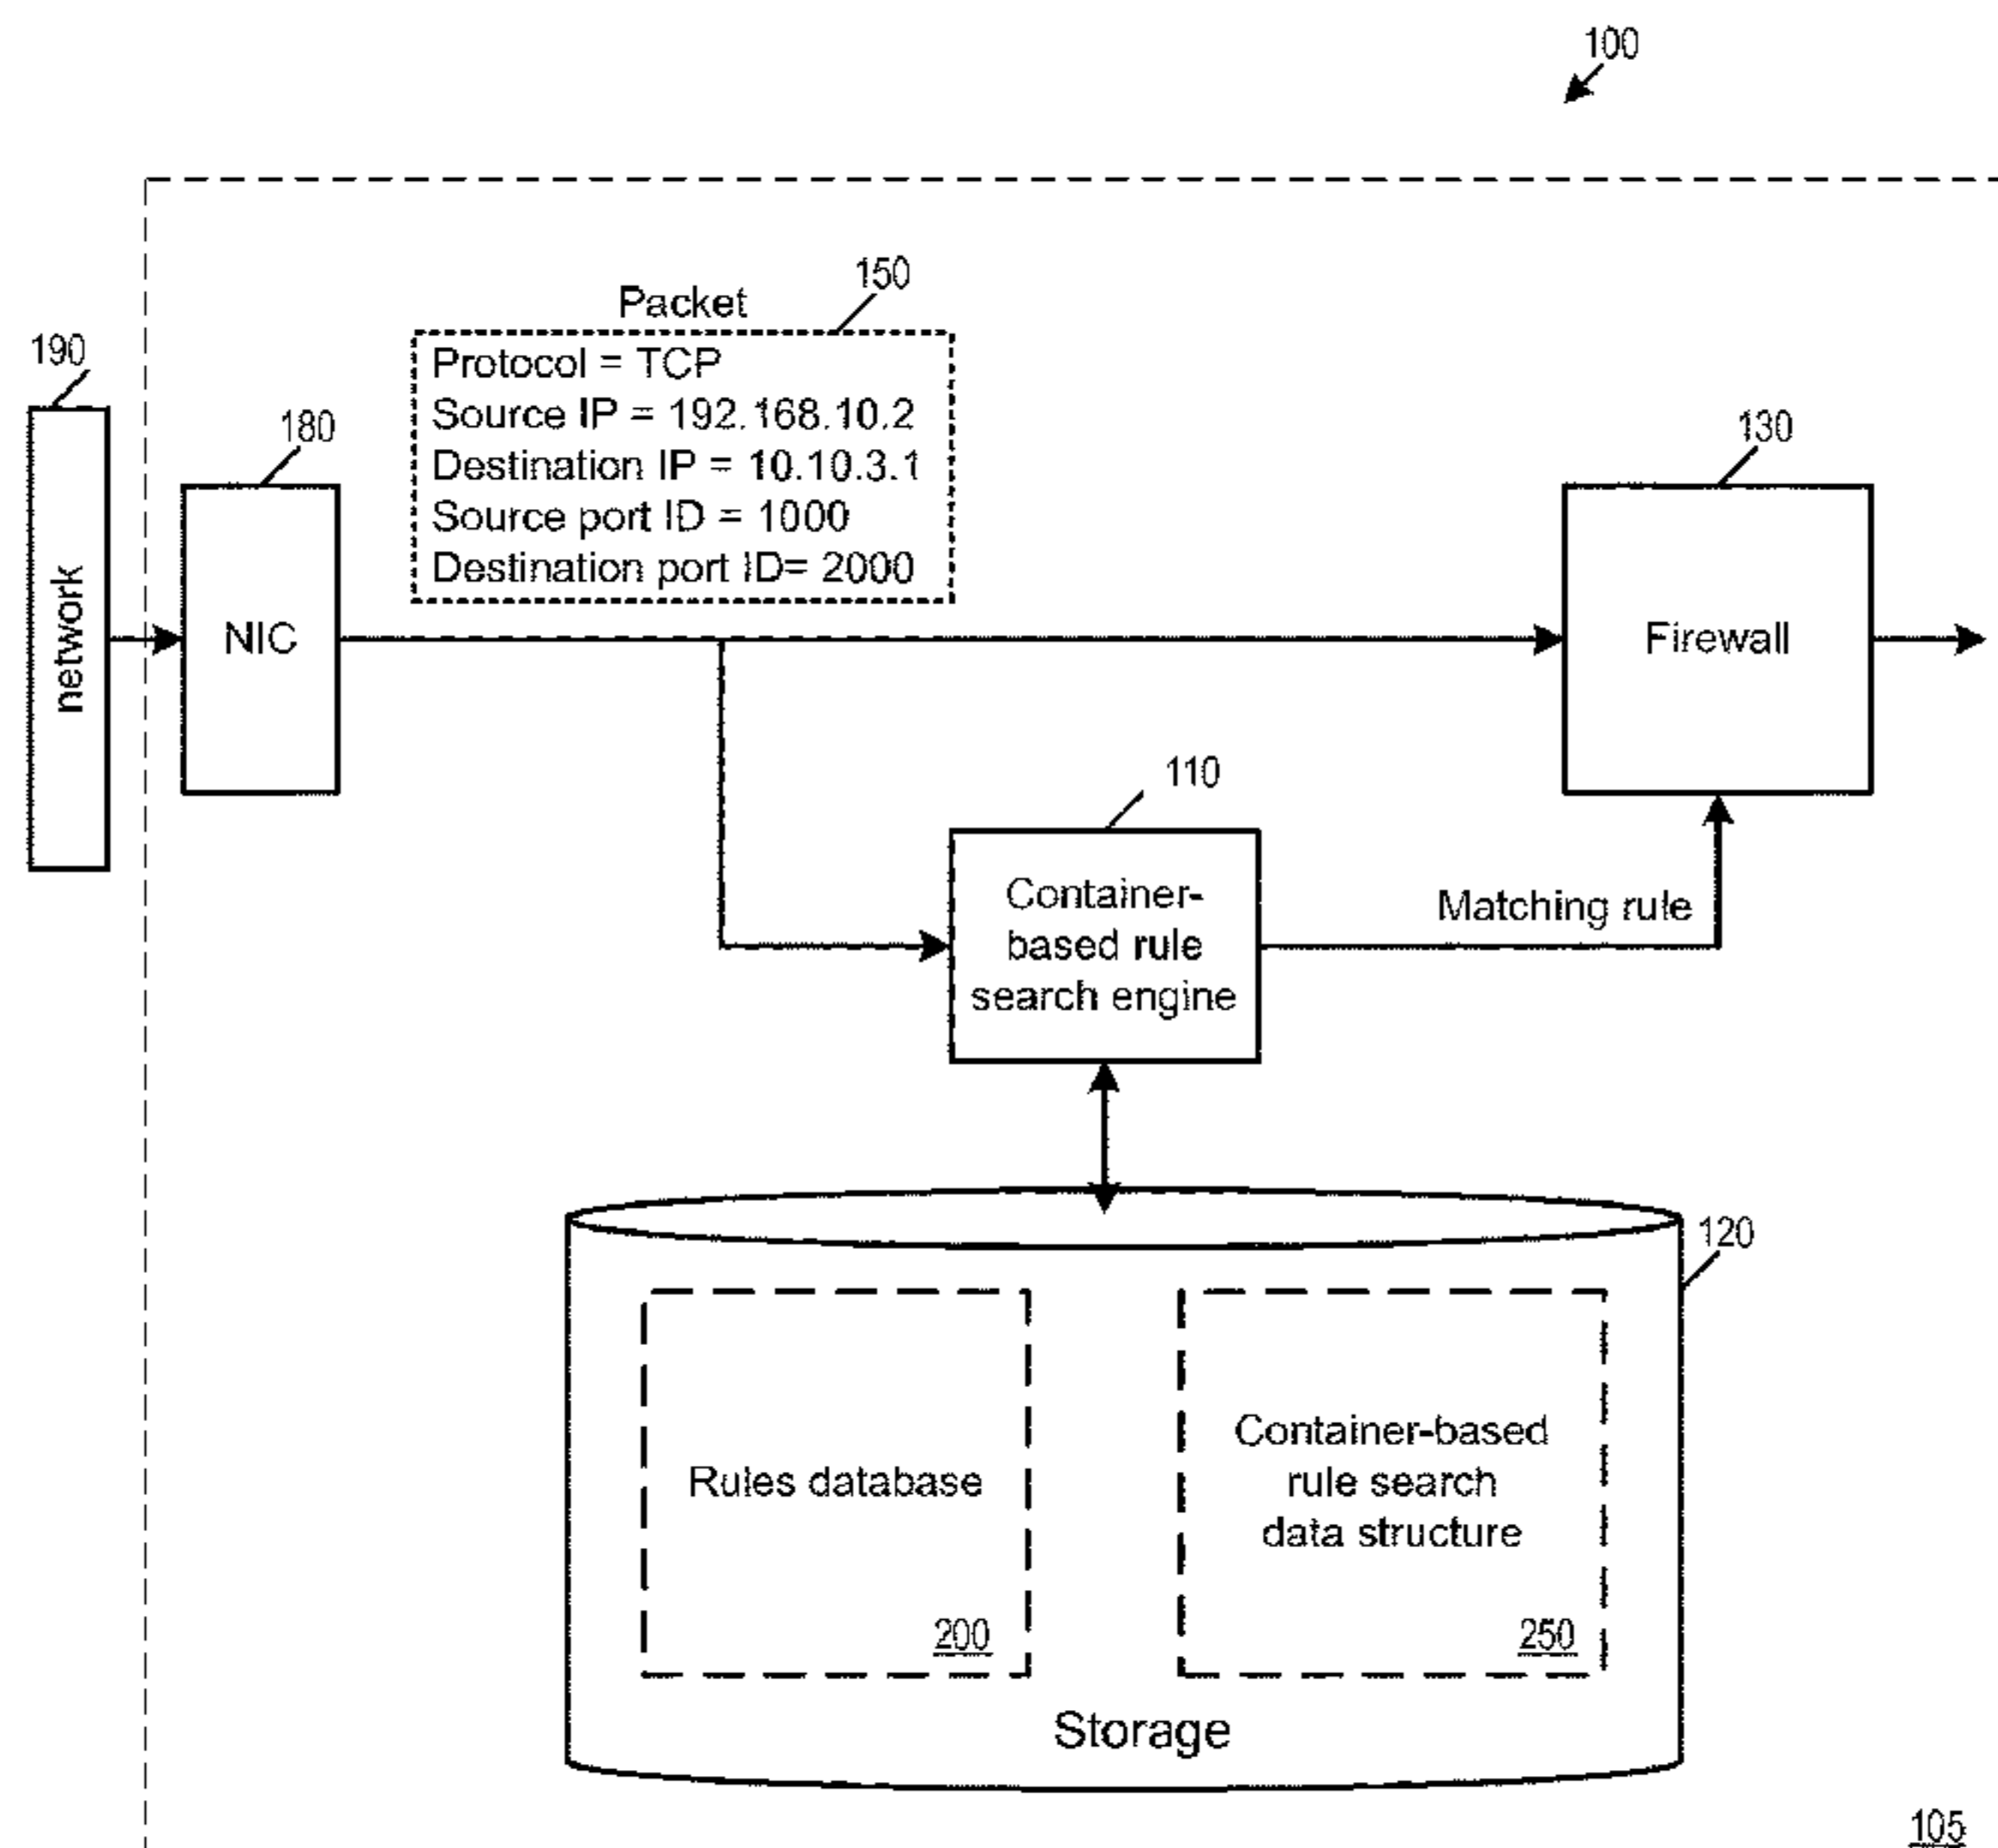 100
150
Packet
Protocol = TCP
Source IP = 192.168.10.2
Destination IP = 10.10.3.1
Source port ID = 1000
Destination port ID= 2000
190
network
180
NIC
130
Firewall
110
Container-
based rule
search engine
Matching rule
120
Rules database
200
Container-based
rule search
data structure
250
Storage
105